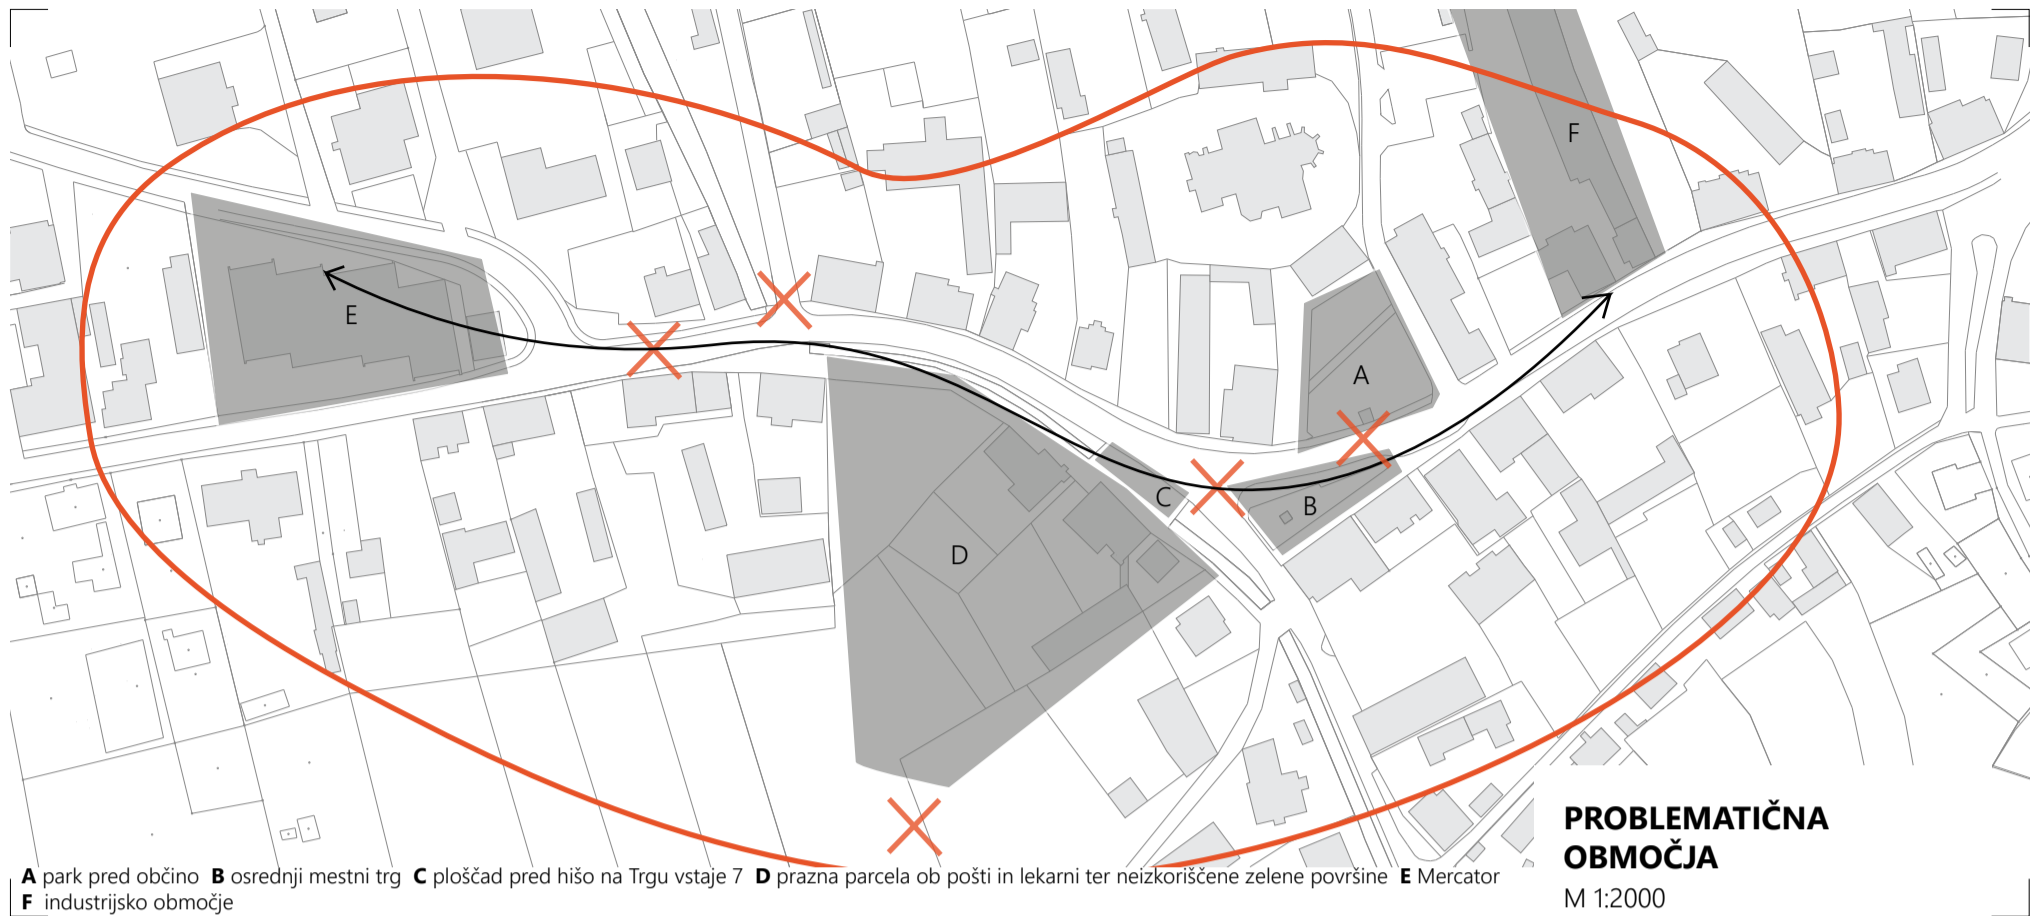 F
E
A
C
B
D
PROBLEMATIČNA
OBMOČJA
M 1:2000
A park pred občino B osrednji mestni trg C ploščad pred hišo na Trgu vstaje 7 D prazna parcela ob pošti in lekarni ter neizkoriščene zelene površine E Mercator
F industrijsko območje